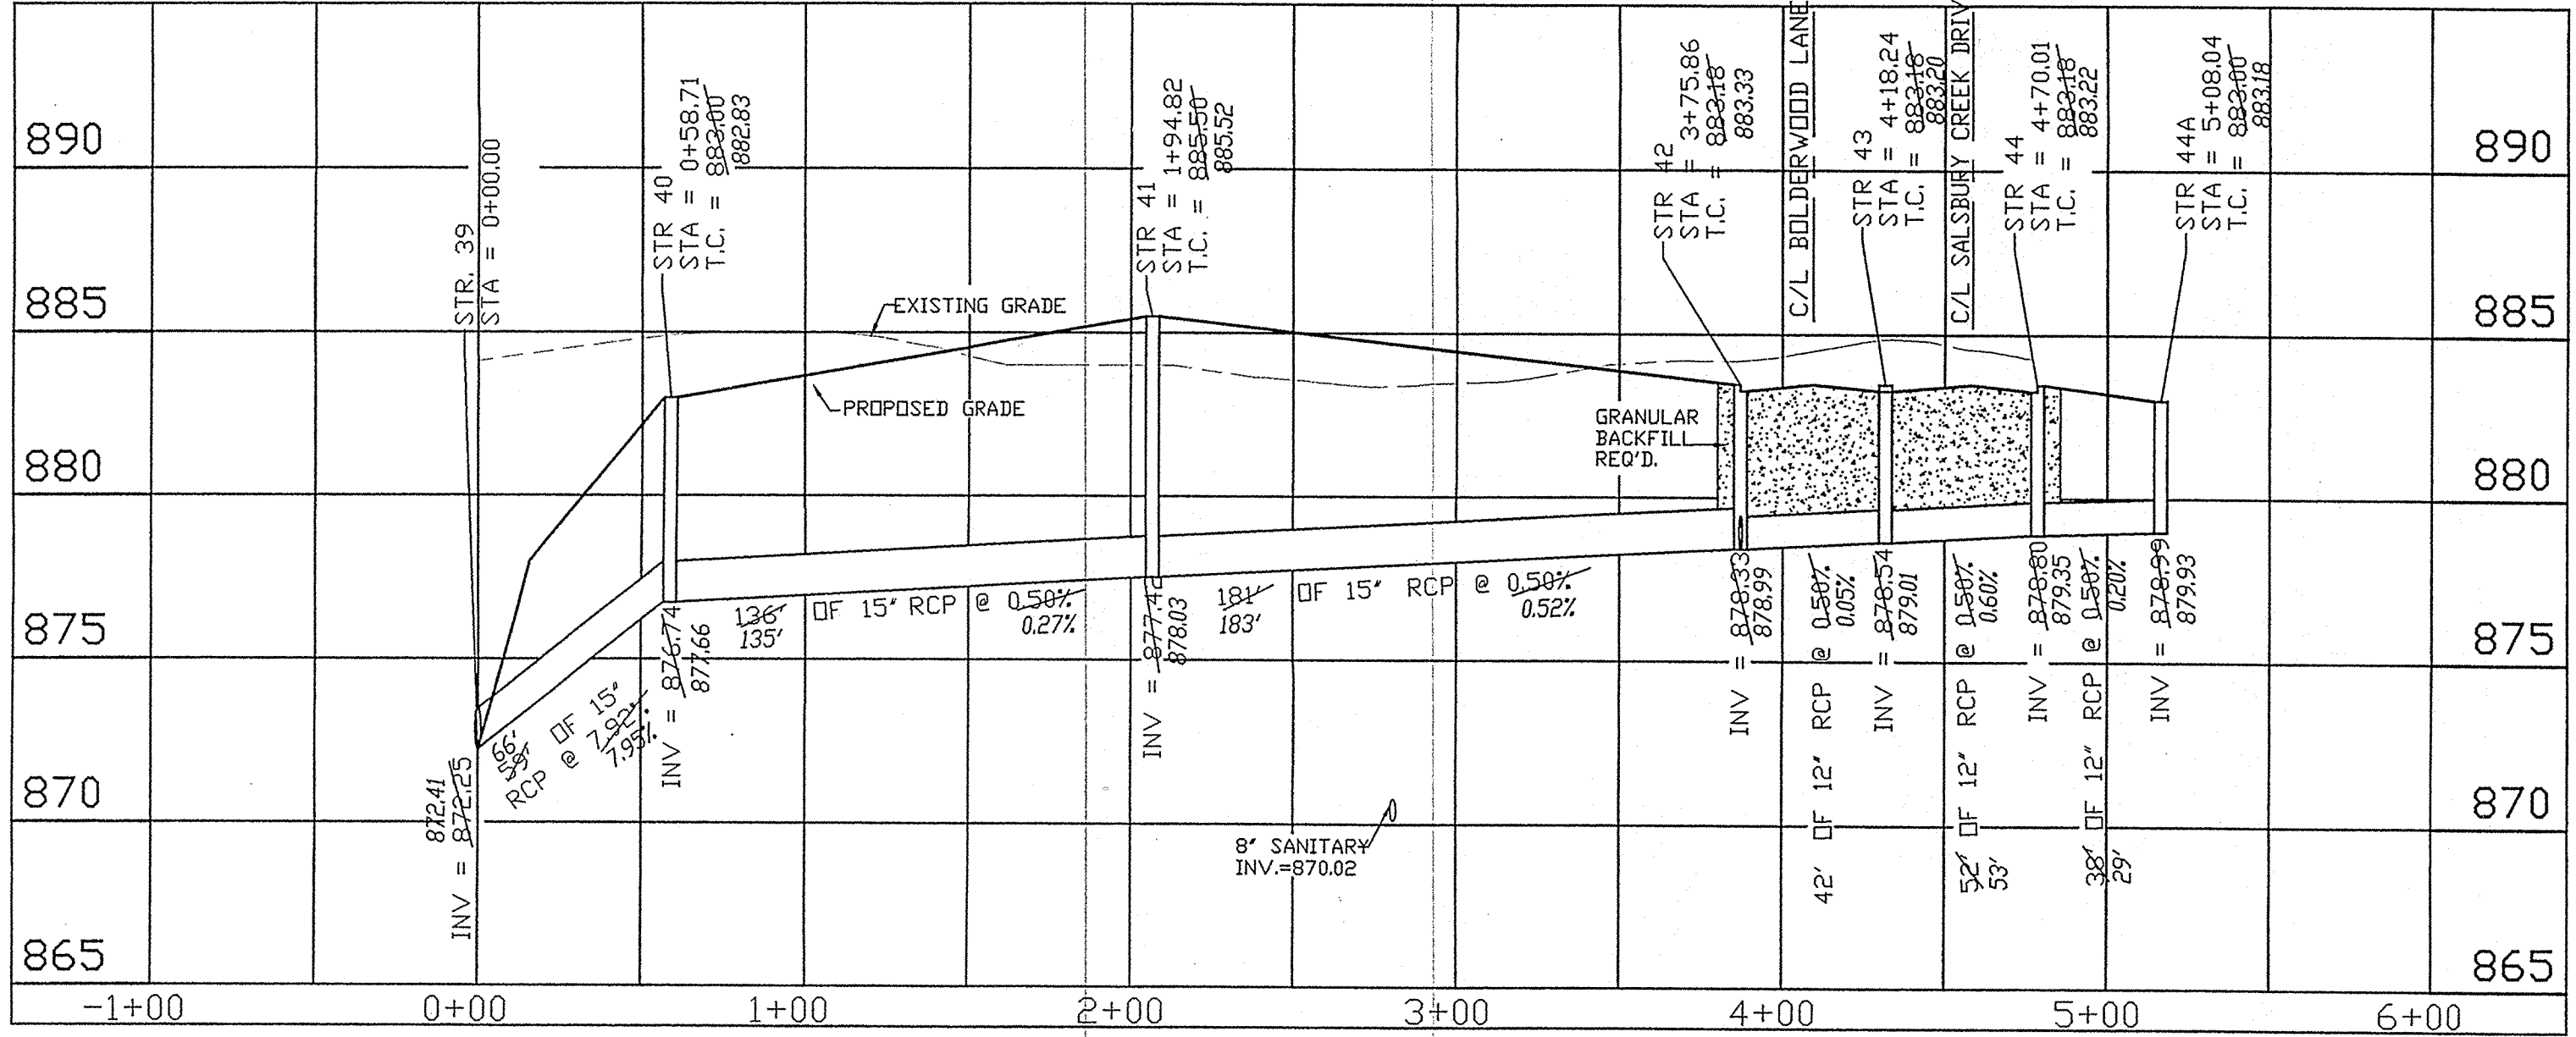 890
885
880
875
870
865
890
885
880
875
870
865
-1+00
0+00
1+00
2+00
3+00
4+00
5+00
6+00
STR. 39
STA = 0+00.00
STR 40
STA = 0+58.71
T.C. = 883.00
882.83
STR 41
STA = 1+94.82
T.C. = 885.50
885.52
STR 42
STA = 3+75.86
T.C. = 883.18
883.33
C/L BOLDERWOOD LANE
STR 43
STA = 4+18.24
T.C. = 883.18
883.20
C/L SALSBURY CREEK DRIV
STR 44
STA = 4+70.01
T.C. = 883.18
883.22
STR 44A
STA = 5+08.04
T.C. = 883.00
883.18
EXISTING GRADE
PROPOSED GRADE
GRANULAR
BACKFILL
REQ'D.
872.41
INV = 872.25
66'
59' OF 15"
RCP @ 7.92%
7.95%
INV = 876.74
877.66
136' OF 15" RCP @ 0.50%
135' 0.27%
INV = 877.42
878.03
181' OF 15" RCP @ 0.50%
183' 0.52%
8" SANITARY
INV.=870.02
INV = 878.33
878.99
42' OF 12" RCP @ 0.50%
0.05%
INV = 878.54
879.01
52' OF 12" RCP @ 0.50%
53' 0.60%
INV = 878.80
879.35
38' OF 12" RCP @ 0.50%
29' 0.20%
INV = 878.99
879.93